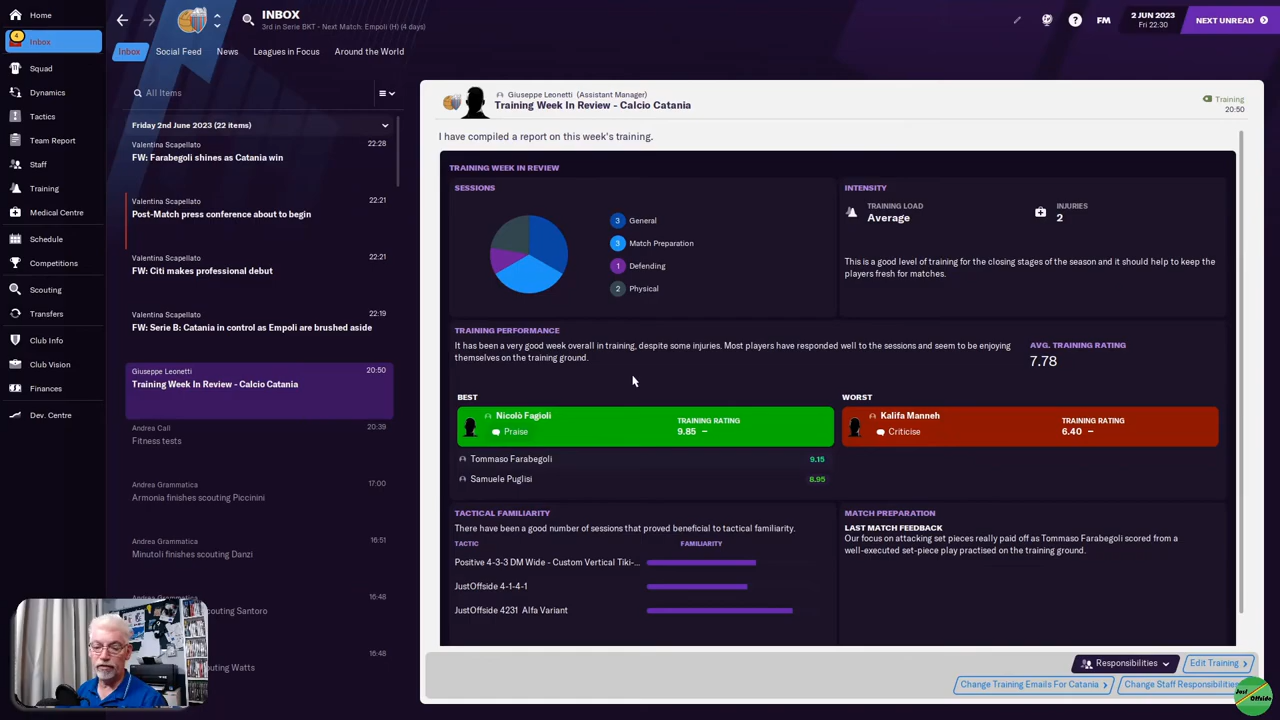 Home
4
Inbox
Squad
Dynamics
Tactics
Team Report
Staff
Training
Medical Centre
Schedule
Competitions
Scouting
Transfers
Club Info
Club Vision
Finances
Dev. Centre
INBOX
3rd in Serie BKT - Next Match: Empoli (H) (4 days)
?
FM
2 JUN 2023
Fri 22:30
NEXT UNREAD
Inbox
Social Feed
News
Leagues in Focus
Around the World
All Items
Friday 2nd June 2023 (22 items)
Valentina Scapellato
22:28
FW: Farabegoli shines as Catania win
Valentina Scapellato
22:21
Post-Match press conference about to begin
Valentina Scapellato
22:21
FW: Citi makes professional debut
Valentina Scapellato
22:19
FW: Serie B: Catania in control as Empoli are brushed aside
Giuseppe Leonetti
20:50
Training Week In Review - Calcio Catania
Andrea Call
20:39
Fitness tests
Andrea Grammatica
17:00
Armonia finishes scouting Piccinini
Andrea Grammatica
16:51
Minutoli finishes scouting Danzi
16:48
couting Santoro
16:48
outing Watts
Giuseppe Leonetti (Assistant Manager)
Training Week In Review - Calcio Catania
Training
20:50
I have compiled a report on this week's training.
TRAINING WEEK IN REVIEW
SESSIONS
3 General
3 Match Preparation
1 Defending
2 Physical
INTENSITY
TRAINING LOAD
Average
INJURIES
2
This is a good level of training for the closing stages of the season and it should help to keep the
players fresh for matches.
TRAINING PERFORMANCE
It has been a very good week overall in training, despite some injuries. Most players have responded well to the sessions and seem to be enjoying
themselves on the training ground.
AVG. TRAINING RATING
7.78
BEST
Nicolò Fagioli
Praise
TRAINING RATING
9.85 –
Tommaso Farabegoli 9.15
Samuele Puglisi 8.95
WORST
Kalifa Manneh
Criticise
TRAINING RATING
6.40 –
TACTICAL FAMILIARITY
There have been a good number of sessions that proved beneficial to tactical familiarity.
TACTIC FAMILIARITY
Positive 4-3-3 DM Wide - Custom Vertical Tiki-...
JustOffside 4-1-4-1
JustOffside 4231 Alfa Variant
MATCH PREPARATION
LAST MATCH FEEDBACK
Our focus on attacking set pieces really paid off as Tommaso Farabegoli scored from a
well-executed set-piece play practised on the training ground.
Responsibilities
Edit Training
Change Training Emails For Catania
Change Staff Responsibilities
Just
Offside